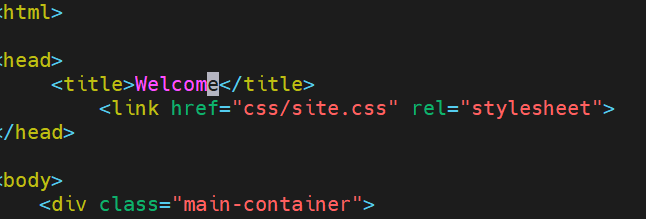 <html>
<head>
<title>Welcome</title>
<link href="css/site.css" rel="stylesheet">
</head>
<body>
<div class="main-container">